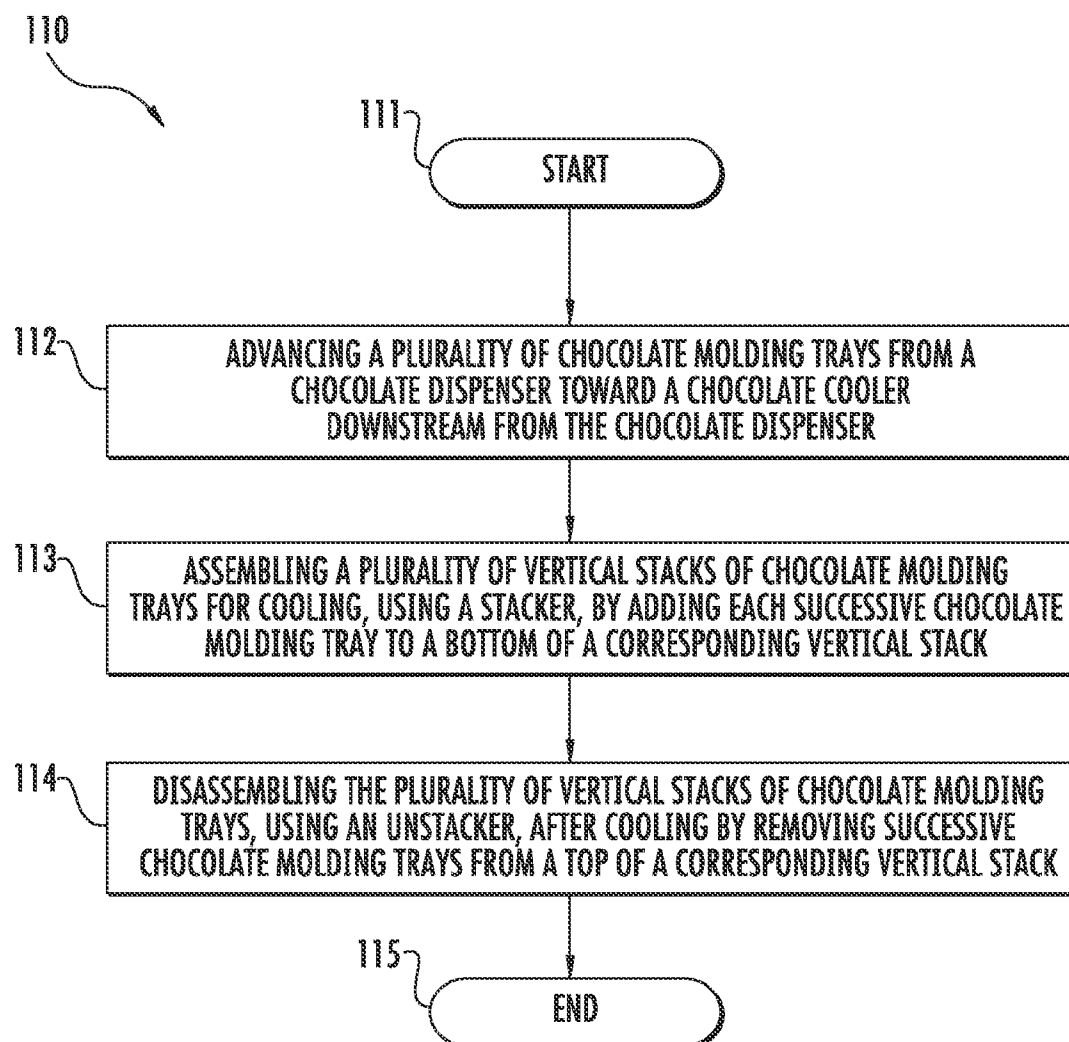 110
111
START
112
ADVANCING A PLURALITY OF CHOCOLATE MOLDING TRAYS FROM A
CHOCOLATE DISPENSER TOWARD A CHOCOLATE COOLER
DOWNSTREAM FROM THE CHOCOLATE DISPENSER
113
ASSEMBLING A PLURALITY OF VERTICAL STACKS OF CHOCOLATE MOLDING
TRAYS FOR COOLING, USING A STACKER, BY ADDING EACH SUCCESSIVE CHOCOLATE
MOLDING TRAY TO A BOTTOM OF A CORRESPONDING VERTICAL STACK
114
DISASSEMBLING THE PLURALITY OF VERTICAL STACKS OF CHOCOLATE MOLDING
TRAYS, USING AN UNSTACKER, AFTER COOLING BY REMOVING SUCCESSIVE
CHOCOLATE MOLDING TRAYS FROM A TOP OF A CORRESPONDING VERTICAL STACK
115
END